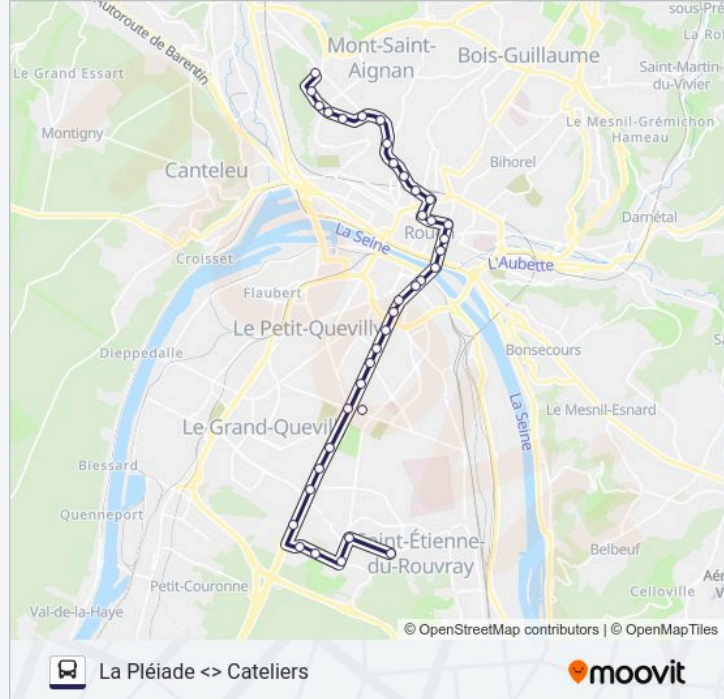 sous-Pré
Autoroute de Barentin
Mont-Saint-
Aignan
Bois-Guillaume
La Ro
Le Grand Essart
Saint-Martin-
du-Vivier
Montigny
Le Mesnil-Grémichon
Hameau
Canteleu
Bihorel
Darnétal
La Seine
Croisset
L'Aubette
Flaubert
Le Petit-Quevilly
Dieppedalle
Bonsecours
La Seine
Le Mesnil-Esnard
Le Grand-Quevill
Blessard
Quenneport
Saint-Étienne-
du-Rouvray
Belbeuf
Petit-Couronne
Celloville
Aér
Val-de-la-Haye
© OpenStreetMap contributors | © OpenMapTiles
La Pléiade <> Cateliers
moovit